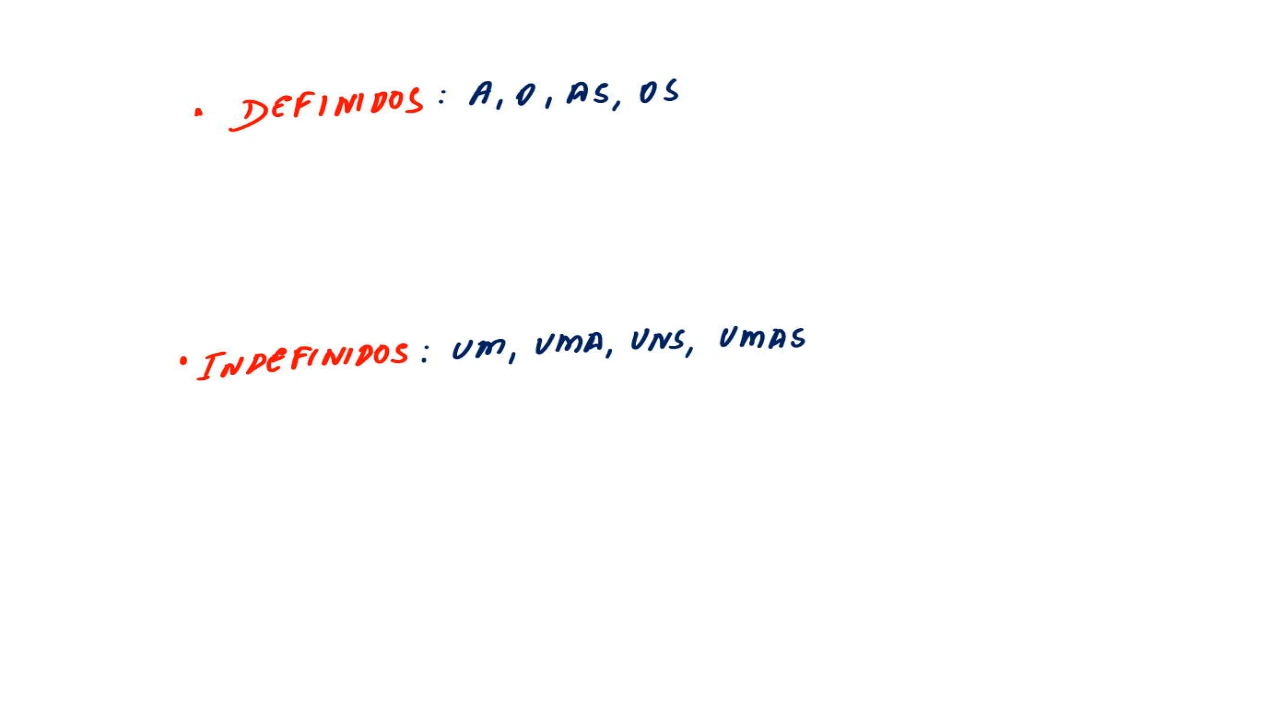 • DEFINIDOS: A, O, AS, OS
• INDEFINIDOS: UM, UMA, UNS, UMAS